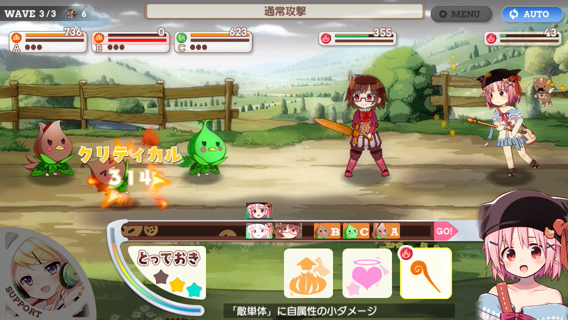 WAVE 3/3
6
通常攻撃
MENU
AUTO
736
0
623
355
43
A
B
C
クリティカル
314
B
C
A
GO!
とっておき
SUPPORT
「敵単体」に自属性の小ダメージ